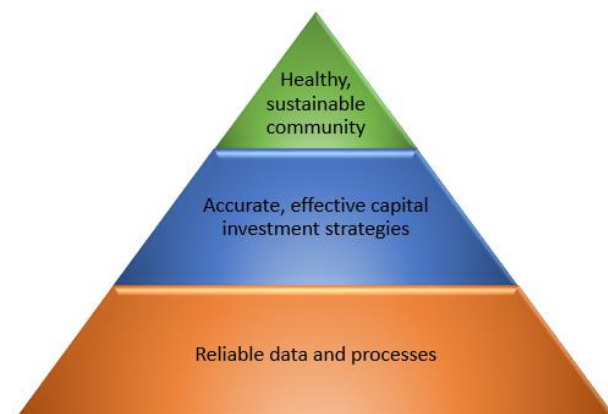 Healthy,
sustainable
community
Accurate, effective capital
investment strategies
Reliable data and processes